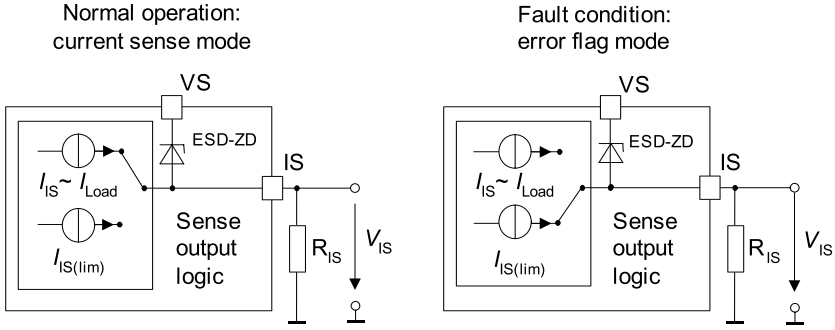 Normal operation:
current sense mode
VS
ESD-ZD
IS
IIS~ ILoad
IIS(lim)
Sense
output
logic
RIS
VIS
Fault condition:
error flag mode
VS
ESD-ZD
IS
IIS~ ILoad
IIS(lim)
Sense
output
logic
RIS
VIS